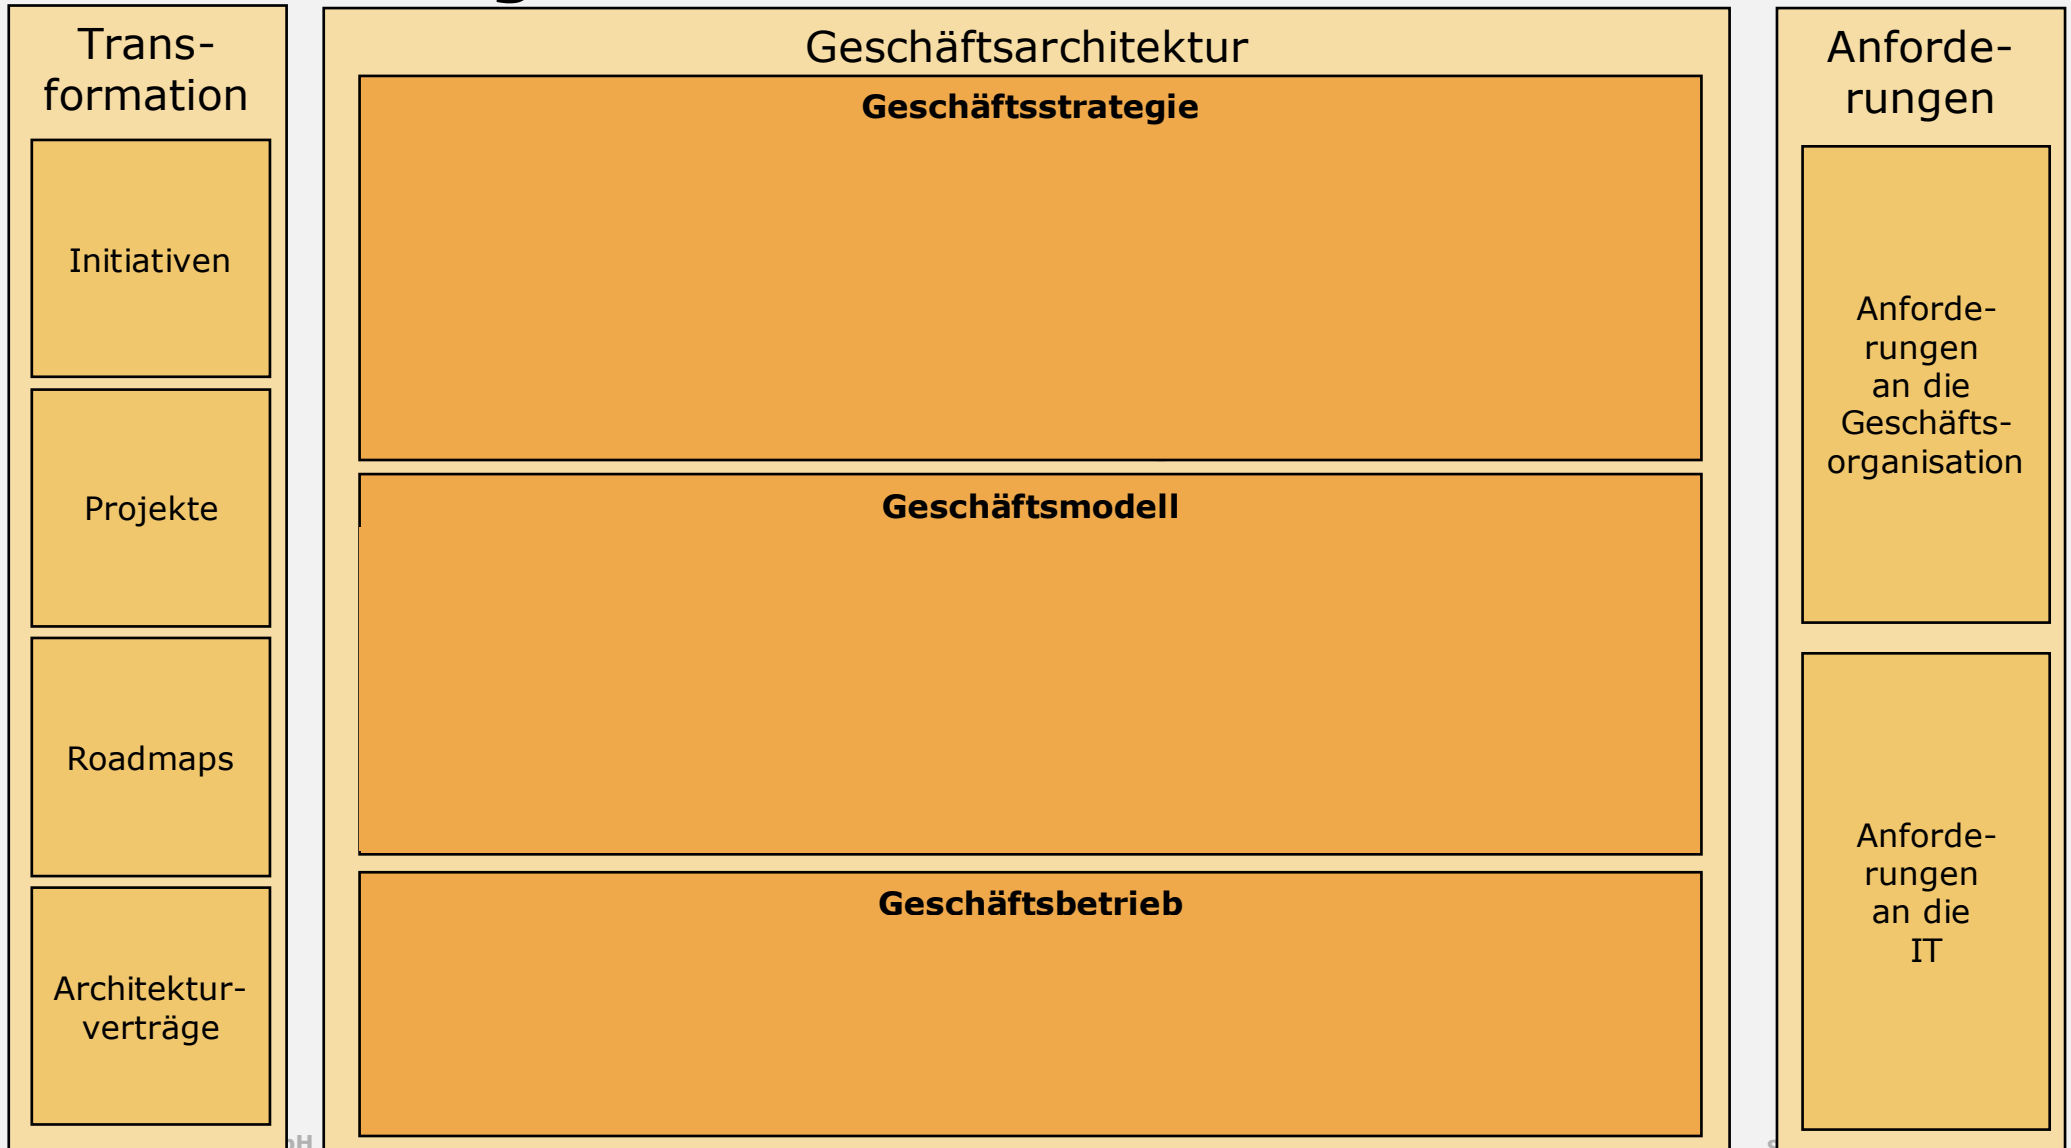 Trans-
formation
Initiativen
Projekte
Roadmaps
Architektur-
verträge
Geschäftsarchitektur
Geschäftsstrategie
Geschäftsmodell
Geschäftsbetrieb
Anforde-
rungen
Anforde-
rungen
an die
Geschäfts-
organisation
Anforde-
rungen
an die
IT